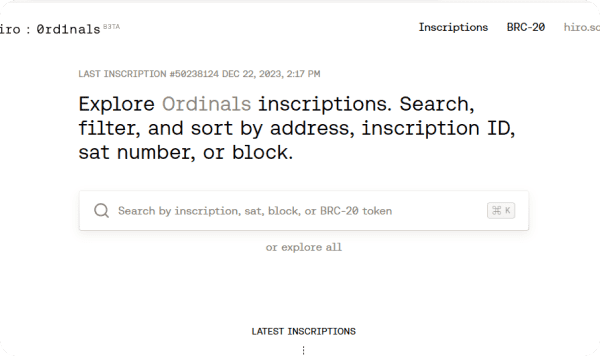 iro : 0rd1nals BETA
Inscriptions BRC-20 hiro.so
LAST INSCRIPTION #50238124 DEC 22, 2023, 2:17 PM
Explore Ordinals inscriptions. Search,
filter, and sort by address, inscription ID,
sat number, or block.
Search by inscription, sat, block, or BRC-20 token
⌘ K
or explore all
LATEST INSCRIPTIONS